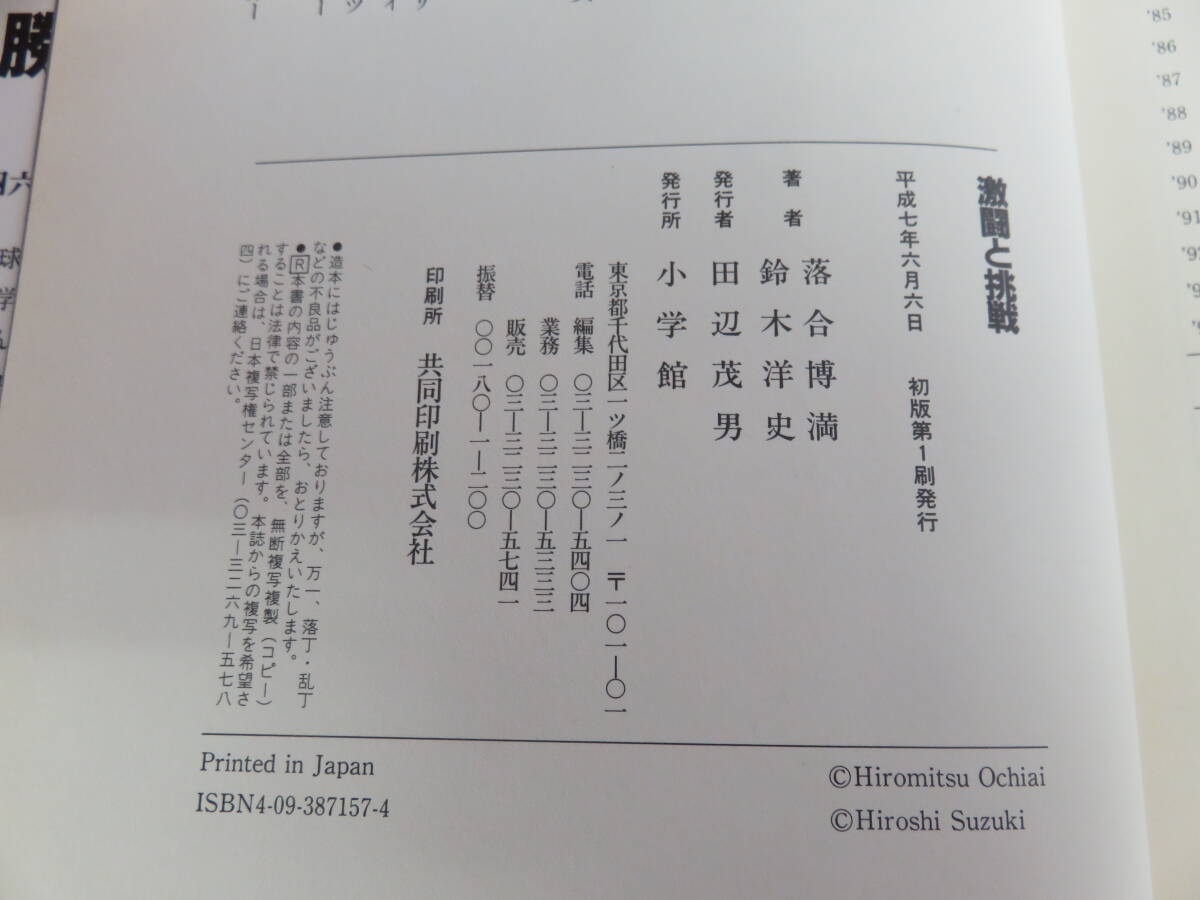 激闘と挑戦
平成七年六月六日　初版第1刷発行
著者　落合博満
鈴木洋史
発行者　田辺茂男
発行所　小学館
東京都千代田区一ツ橋二ノ三ノ一　〒一〇一―〇一
電話　編集　〇三―三二三〇―五四〇四
業務　〇三―三二三〇―五三三三
販売　〇三―三二三〇―五七四一
振替　〇〇一八〇―一―二〇〇
印刷所　共同印刷株式会社
●造本にはじゅうぶん注意しておりますが、万一、落丁・乱丁
などの不良品がございましたら、おとりかえいたします。
●R本書の内容の一部または全部を、無断複写複製（コピー）
することは法律で禁じられています。本誌からの複写を希望さ
れる場合は、日本複写権センター（〇三―三二六九―五七八
四）にご連絡ください。
Printed in Japan
ISBN4-09-387157-4
©Hiromitsu Ochiai
©Hiroshi Suzuki
'85
'86
'87
'88
'89
'90
'91
勝
球
学